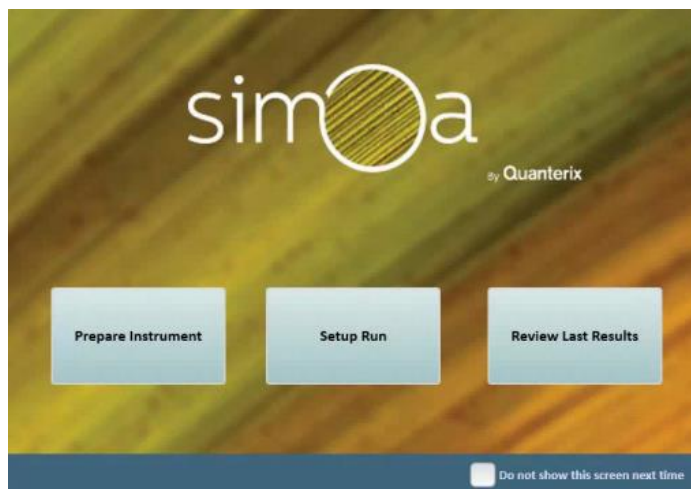 simoa
By Quanterix
Prepare Instrument
Setup Run
Review Last Results
Do not show this screen next time